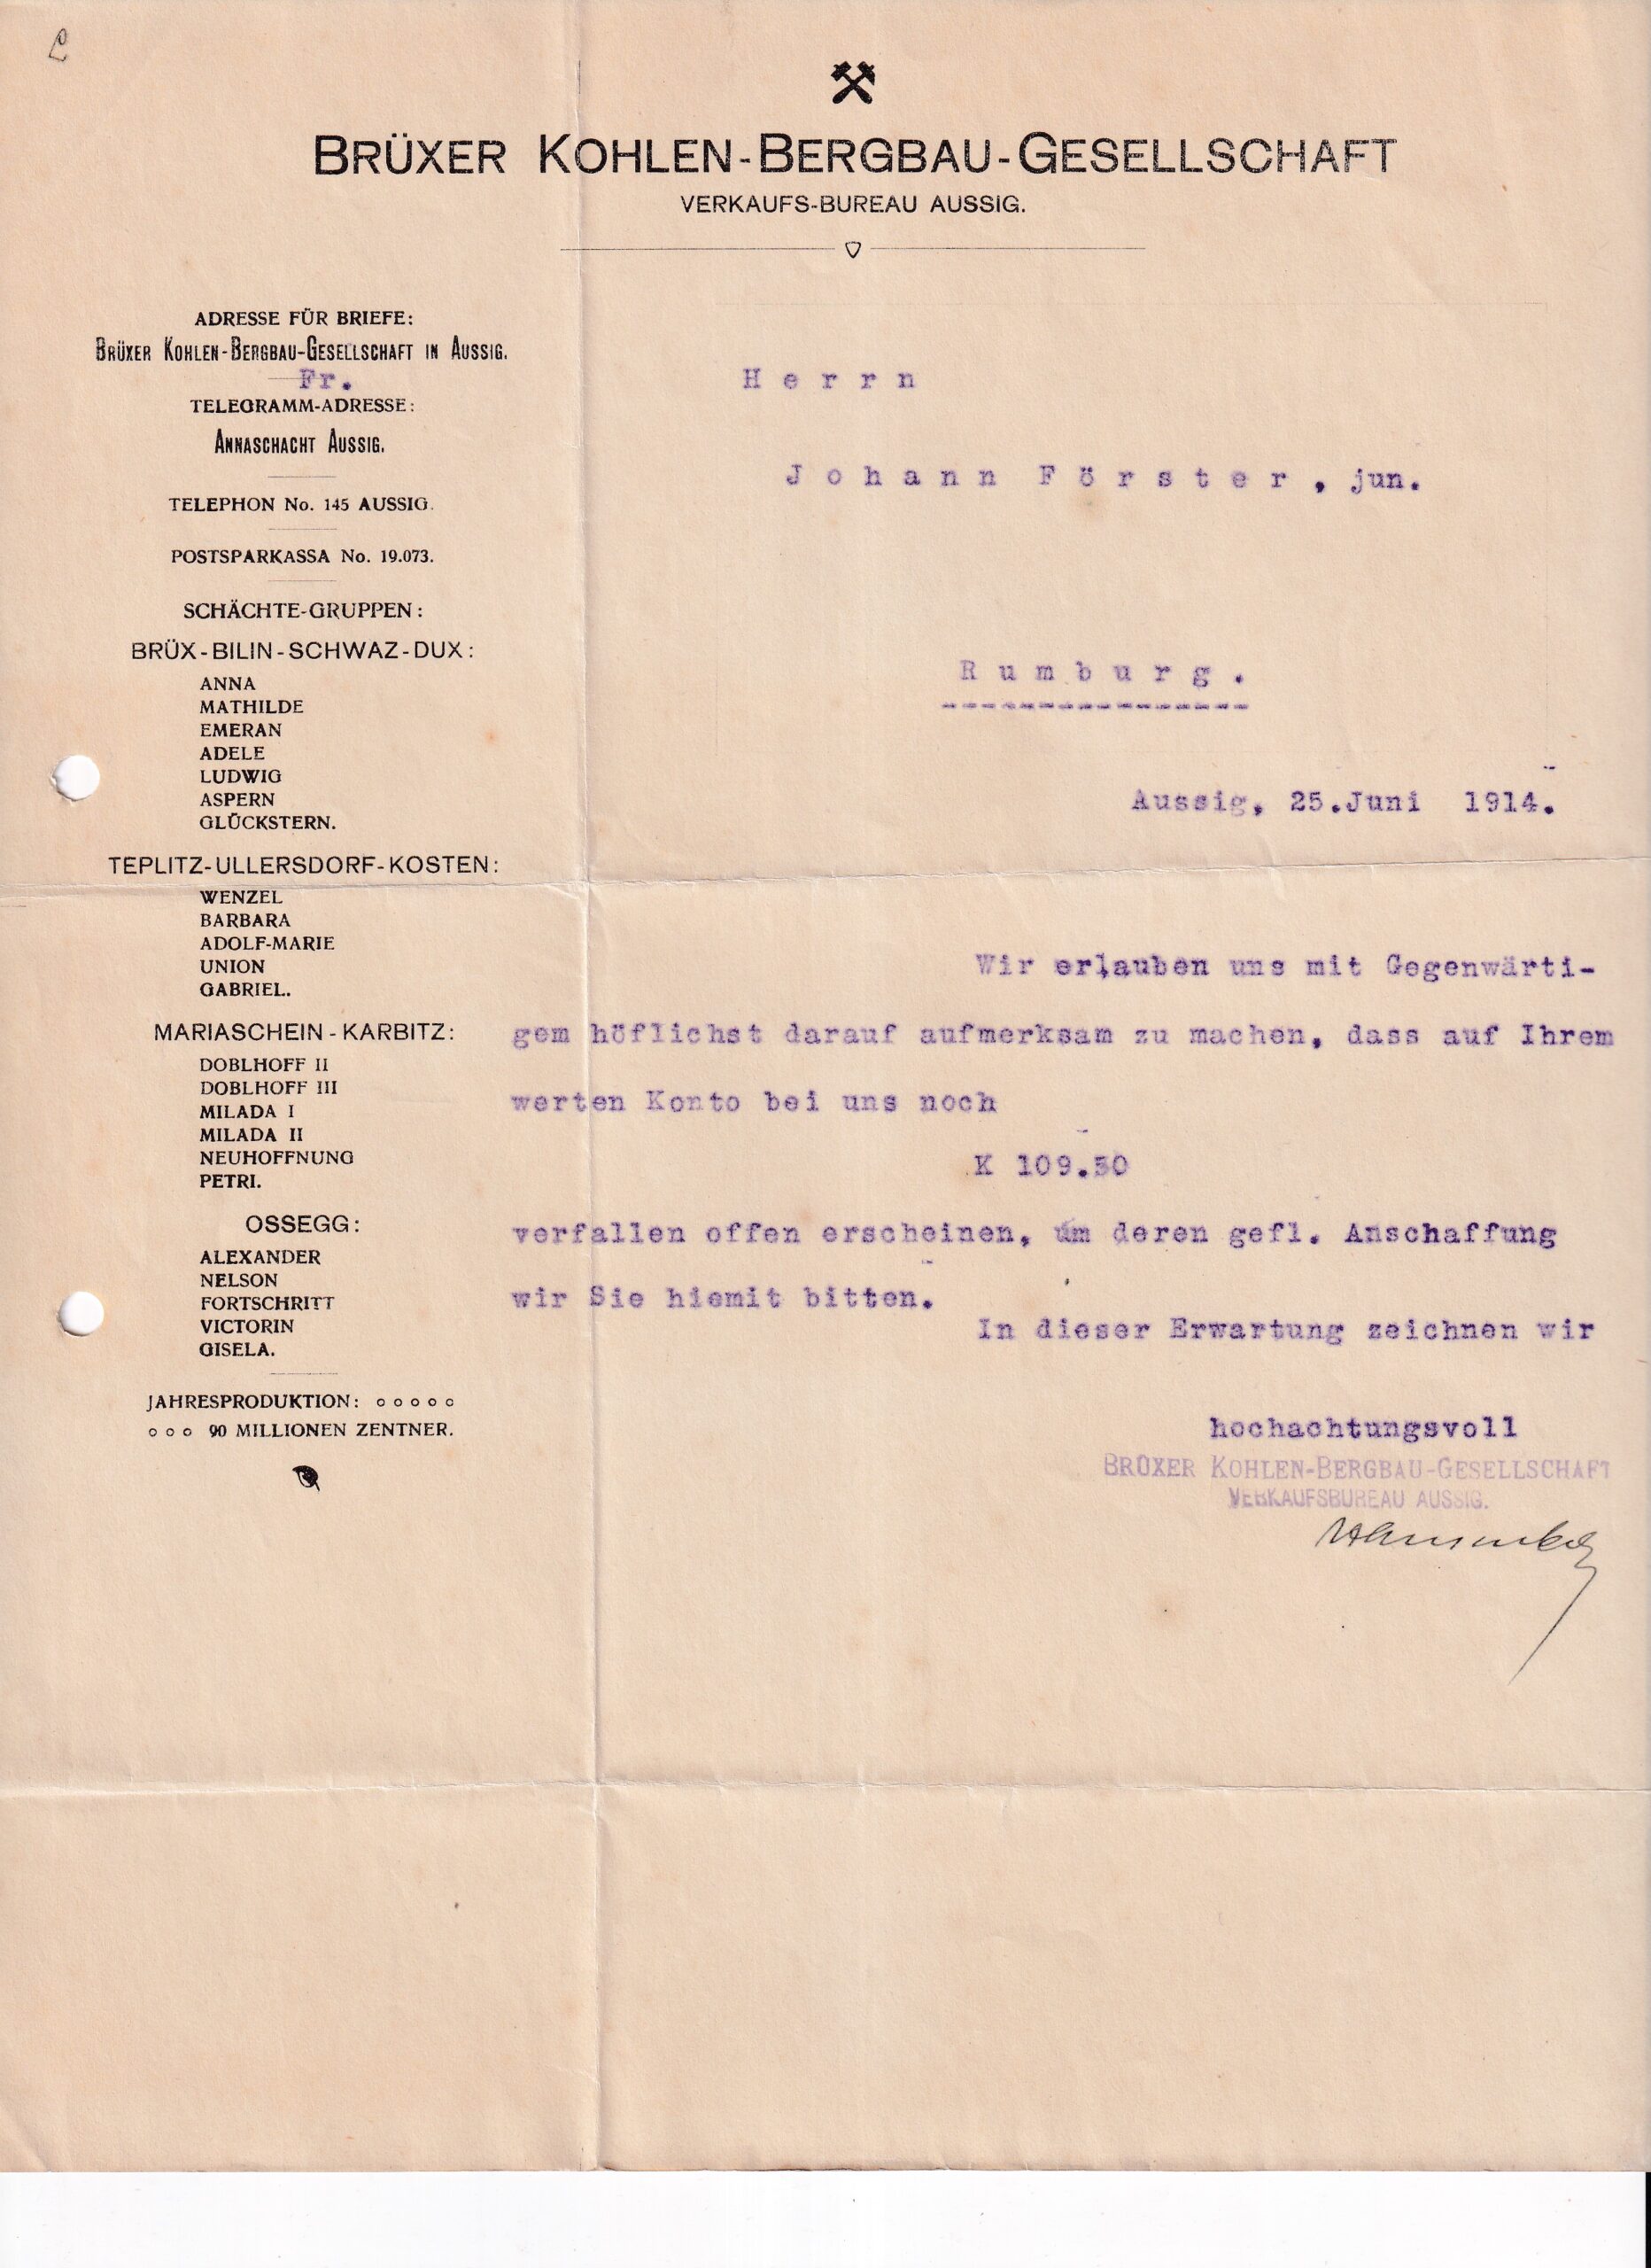 BRÜXER KOHLEN-BERGBAU-GESELLSCHAFT
VERKAUFS-BUREAU AUSSIG.
ADRESSE FÜR BRIEFE:
BRÜXER KOHLEN-BERGBAU-GESELLSCHAFT IN AUSSIG.
Fr.
TELEGRAMM-ADRESSE:
ANNASCHACHT AUSSIG.
TELEPHON No. 145 AUSSIG.
POSTSPARKASSA No. 19.073.
SCHÄCHTE-GRUPPEN:
BRÜX-BILIN-SCHWAZ-DUX:
ANNA
MATHILDE
EMERAN
ADELE
LUDWIG
ASPERN
GLÜCKSTERN.
TEPLITZ-ULLERSDORF-KOSTEN:
WENZEL
BARBARA
ADOLF-MARIE
UNION
GABRIEL.
MARIASCHEIN-KARBITZ:
DOBLHOFF II
DOBLHOFF III
MILADA I
MILADA II
NEUHOFFNUNG
PETRI.
OSSEGG:
ALEXANDER
NELSON
FORTSCHRITT
VICTORIN
GISELA.
JAHRESPRODUKTION:
90 MILLIONEN ZENTNER.
Herrn
Johann Förster, jun.
Rumburg.
Aussig, 25.Juni 1914.
Wir erlauben uns mit Gegenwärti-
gem höflichst darauf aufmerksam zu machen, dass auf Ihrem
werten Konto bei uns noch
K 109.50
verfallen offen erscheinen, um deren gefl. Anschaffung
wir Sie hiemit bitten.
In dieser Erwartung zeichnen wir
hochachtungsvoll
BRÜXER KOHLEN-BERGBAU-GESELLSCHAFT
VERKAUFSBUREAU AUSSIG.